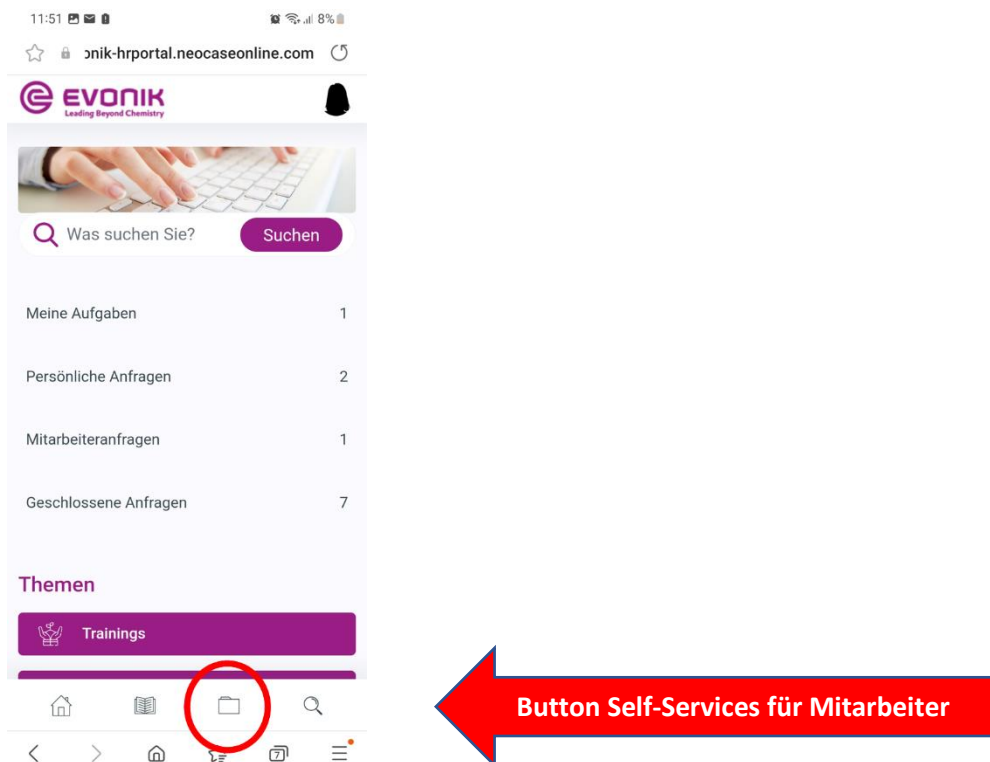 11:51
8%
onik-hrportal.neocaseonline.com
EVONIK
Leading Beyond Chemistry
Was suchen Sie?
Suchen
Meine Aufgaben 1
Persönliche Anfragen 2
Mitarbeiteranfragen 1
Geschlossene Anfragen 7
Themen
Trainings
Button Self-Services für Mitarbeiter
7